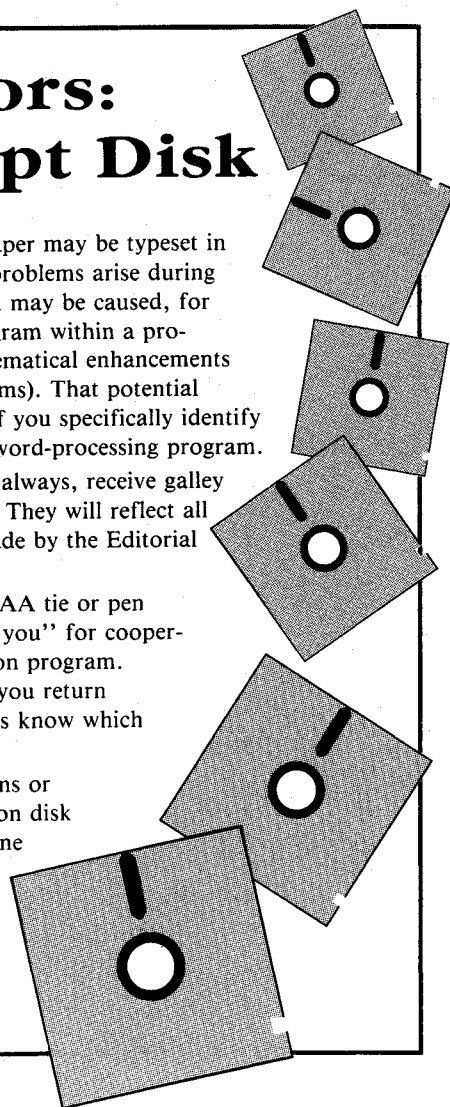 ors:
pt Disk
aper may be typeset in
problems arise during
may be caused, for
ram within a pro-
ematical enhancements
ms). That potential
f you specifically identify
word-processing program.
always, receive galley
They will reflect all
de by the Editorial
AA tie or pen
you” for cooper-
on program.
you return
s know which
ns or
on disk
ne